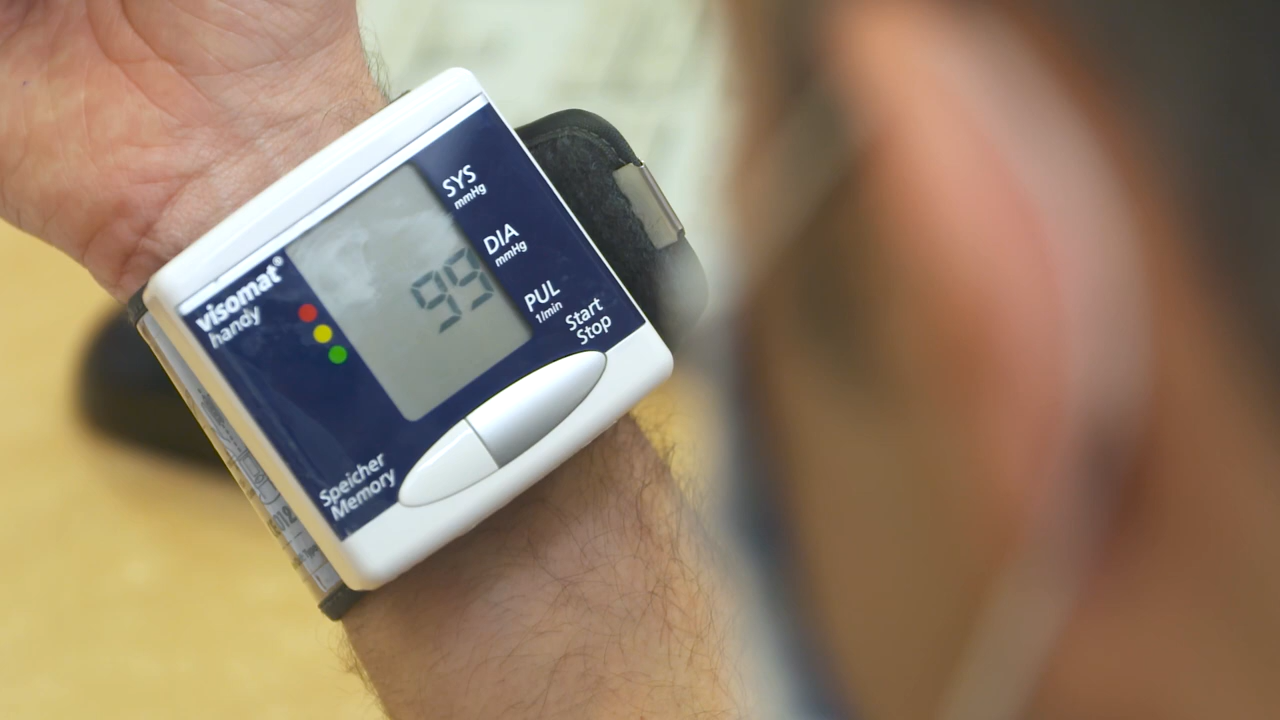 visomat®
handy
99
SYS
mmHg
DIA
mmHg
PUL
1/min
Start
Stop
Speicher
Memory